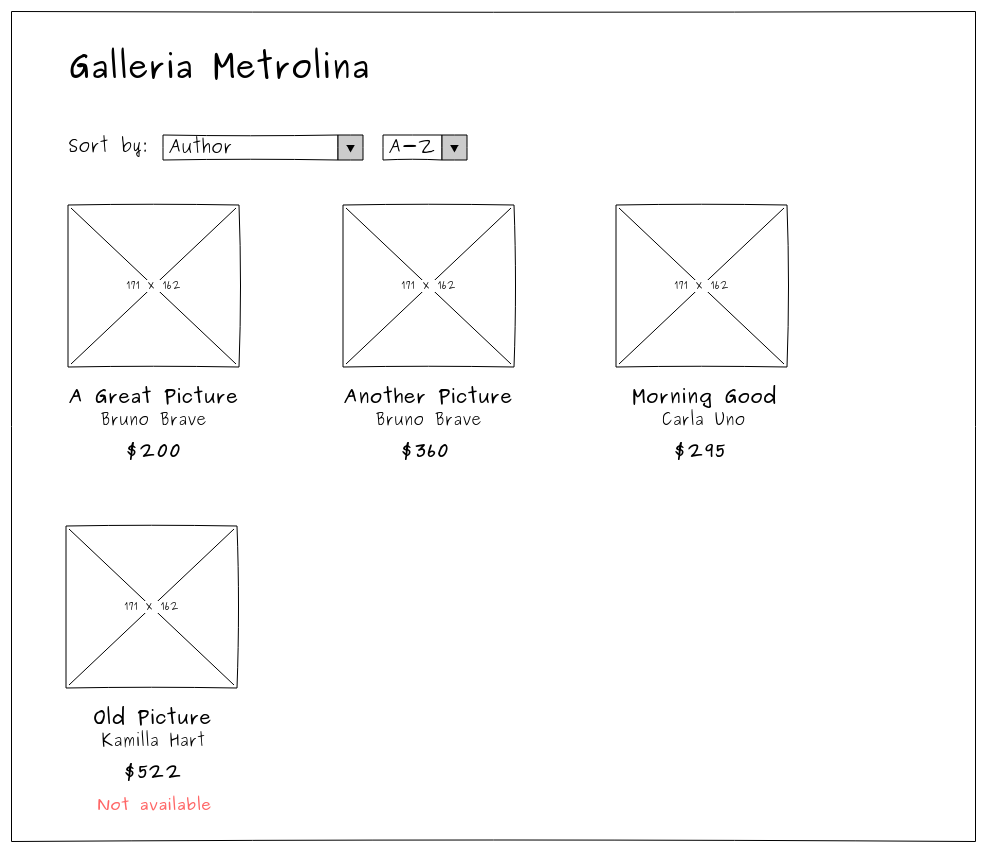 Galleria Metrolina
Sort by: Author A-Z
171 x 162
A Great Picture
Bruno Brave
$200
171 x 162
Another Picture
Bruno Brave
$360
171 x 162
Morning Good
Carla Uno
$295
171 x 162
Old Picture
Kamilla Hart
$522
Not available